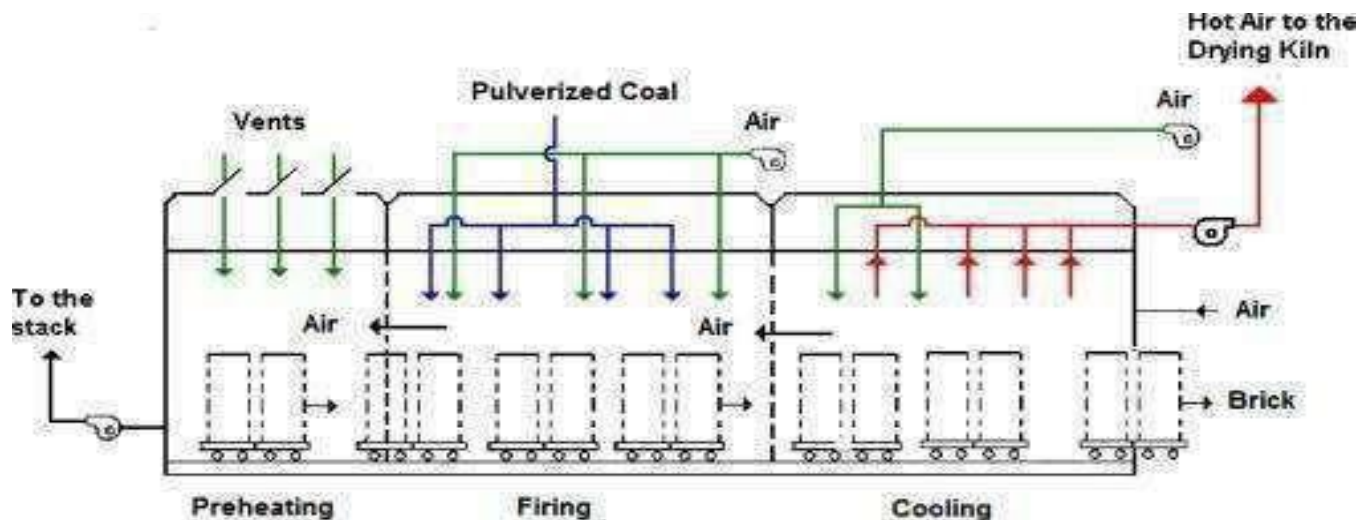 Hot Air to the
Drying Kiln
Pulverized Coal
Vents
Air
Air
To the
stack
Air
Air
Air
Brick
Preheating
Firing
Cooling